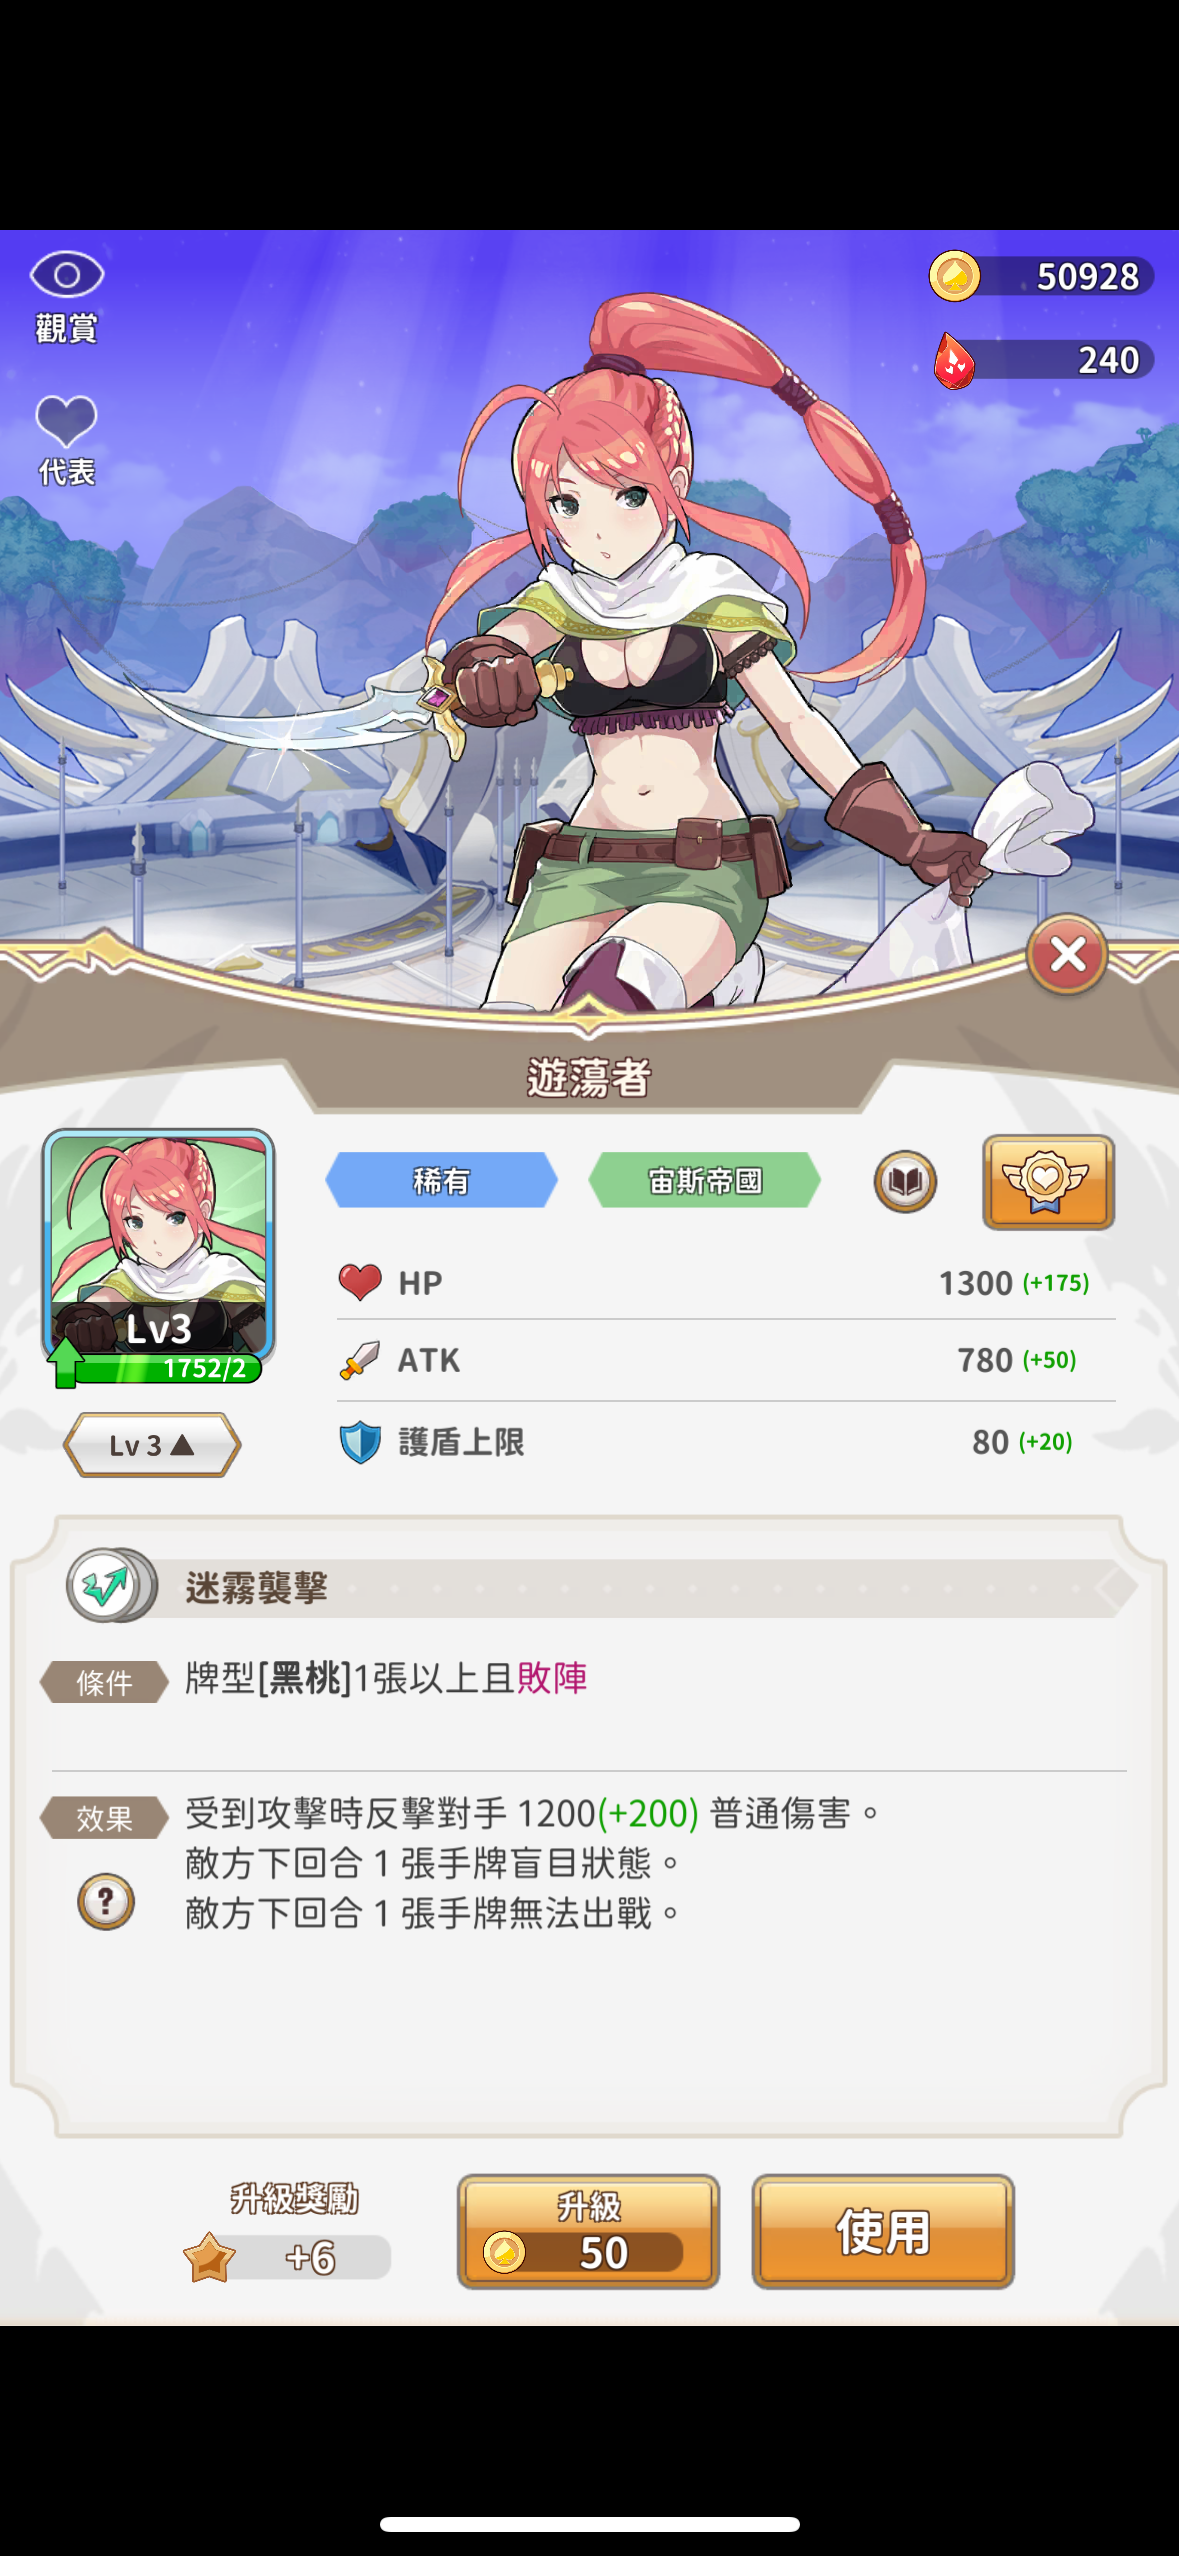 觀賞
50928
240
代表
遊蕩者
稀有
宙斯帝國
Lv3
1752/2
Lv 3 ▲
HP
1300 (+175)
ATK
780 (+50)
護盾上限
80 (+20)
迷霧襲擊
條件
牌型[黑桃]1張以上且敗陣
效果
受到攻擊時反擊對手 1200(+200) 普通傷害。
敵方下回合 1 張手牌盲目狀態。
敵方下回合 1 張手牌無法出戰。
?
升級獎勵
+6
升級
50
使用